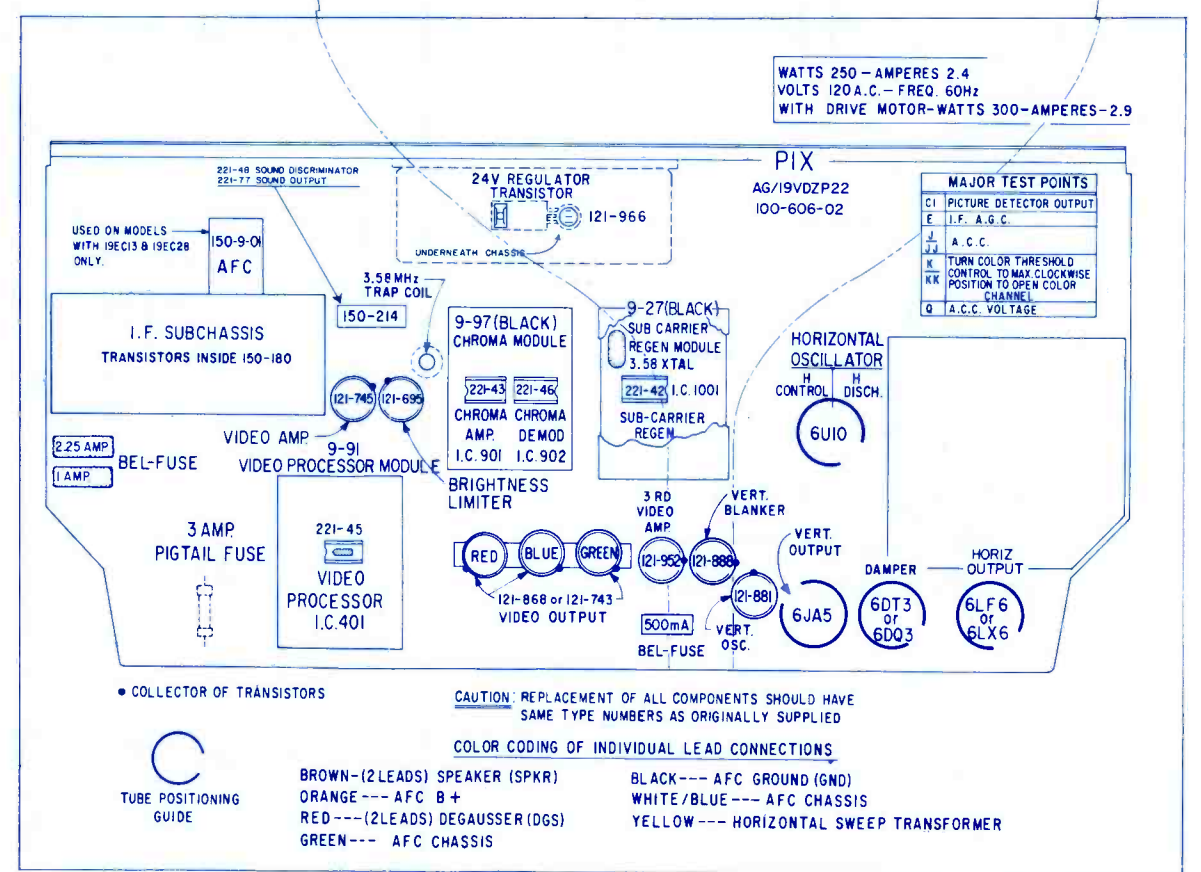 WATTS 250-AMPERES 2.4
VOLTS 120 A.C.-FREQ. 60Hz
WITH DRIVE MOTOR-WATTS 300-AMPERES-2.9
PIX
AG/19VDZP22
100-606-02
MAJOR TEST POINTS
C1 PICTURE DETECTOR OUTPUT
E I.F. A.G.C.
J
JJ A.C.C.
K
KK TURN COLOR THRESHOLD
CONTROL TO MAX. CLOCKWISE
POSITION TO OPEN COLOR
CHANNEL
Q A.C.C. VOLTAGE
221-48 SOUND DISCRIMINATOR
221-77 SOUND OUTPUT
24V REGULATOR
TRANSISTOR
121-966
UNDERNEATH CHASSIS
USED ON MODELS
WITH 19EC13 & 19EC28
ONLY.
150-9-01
AFC
3.58MHz
TRAP COIL
150-214
I.F. SUBCHASSIS
TRANSISTORS INSIDE 150-180
9-97(BLACK)
CHROMA MODULE
221-43
221-46
CHROMA
AMP.
I.C.901
CHROMA
DEMOD
I.C.902
9-27(BLACK)
SUB CARRIER
REGEN MODULE
3.58 XTAL
221-42
I.C.1001
SUB-CARRIER
REGEN
HORIZONTAL
OSCILLATOR
H
CONTROL
H
DISCH.
6U10
121-745
121-695
VIDEO AMP.
9-91
VIDEO PROCESSOR MODULE
BRIGHTNESS
LIMITER
2.25 AMP
1 AMP.
BEL-FUSE
3 AMP.
PIGTAIL FUSE
221-45
VIDEO
PROCESSOR
I.C.401
RED
BLUE
GREEN
121-868 or 121-743
VIDEO OUTPUT
3 RD
VIDEO
AMP.
121-952
VERT.
BLANKER
121-888
121-881
VERT.
OSC.
500mA
BEL-FUSE
VERT.
OUTPUT
6JA5
DAMPER
6DT3
or
6DQ3
HORIZ
OUTPUT
6LF6
or
6LX6
• COLLECTOR OF TRANSISTORS
CAUTION: REPLACEMENT OF ALL COMPONENTS SHOULD HAVE
SAME TYPE NUMBERS AS ORIGINALLY SUPPLIED
TUBE POSITIONING
GUIDE
COLOR CODING OF INDIVIDUAL LEAD CONNECTIONS
BROWN-(2 LEADS) SPEAKER (SPKR)
ORANGE--- AFC B+
RED---(2LEADS) DEGAUSSER (DGS)
GREEN--- AFC CHASSIS
BLACK--- AFC GROUND (GND)
WHITE/BLUE--- AFC CHASSIS
YELLOW--- HORIZONTAL SWEEP TRANSFORMER